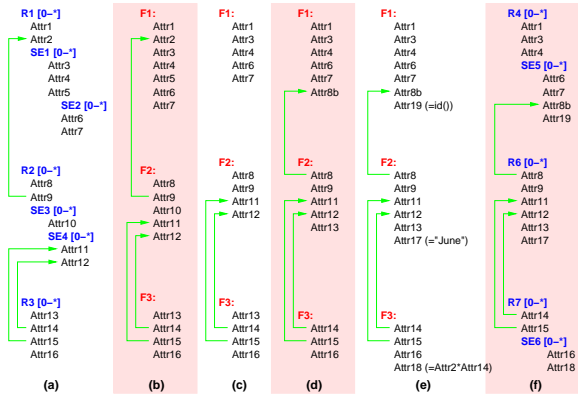 R1 [0–*]
Attr1
Attr2
SE1 [0–*]
Attr3
Attr4
Attr5
SE2 [0–*]
Attr6
Attr7
R2 [0–*]
Attr8
Attr9
SE3 [0–*]
Attr10
SE4 [0–*]
Attr11
Attr12
R3 [0–*]
Attr13
Attr14
Attr15
Attr16
(a)
F1:
Attr1
Attr2
Attr3
Attr4
Attr5
Attr6
Attr7
F2:
Attr8
Attr9
Attr10
Attr11
Attr12
F3:
Attr13
Attr14
Attr15
Attr16
(b)
F1:
Attr1
Attr3
Attr4
Attr6
Attr7
F2:
Attr8
Attr9
Attr11
Attr12
F3:
Attr13
Attr14
Attr15
Attr16
(c)
F1:
Attr1
Attr3
Attr4
Attr6
Attr7
Attr8b
F2:
Attr8
Attr9
Attr11
Attr12
Attr13
F3:
Attr14
Attr15
Attr16
(d)
F1:
Attr1
Attr3
Attr4
Attr6
Attr7
Attr8b
Attr19 (=id())
F2:
Attr8
Attr9
Attr11
Attr12
Attr13
Attr17 (="June")
F3:
Attr14
Attr15
Attr16
Attr18 (=Attr2*Attr14)
(e)
R4 [0–*]
Attr1
Attr3
Attr4
SE5 [0–*]
Attr6
Attr7
Attr8b
Attr19
R6 [0–*]
Attr8
Attr9
Attr11
Attr12
Attr13
Attr17
R7 [0–*]
Attr14
Attr15
SE6 [0–*]
Attr16
Attr18
(f)